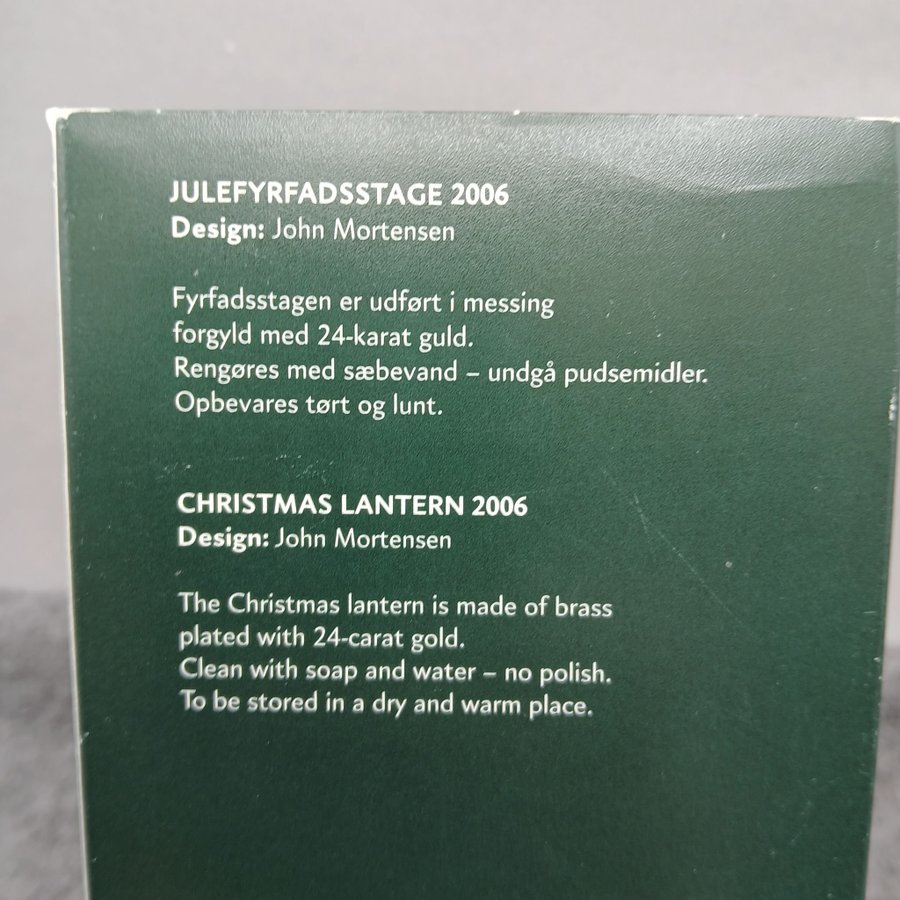 JULEFYRFADSSTAGE 2006
Design: John Mortensen
Fyrfadsstagen er udført i messing
forgyld med 24-karat guld.
Rengøres med sæbevand – undgå pudsemidler.
Opbevares tørt og lunt.
CHRISTMAS LANTERN 2006
Design: John Mortensen
The Christmas lantern is made of brass
plated with 24-carat gold.
Clean with soap and water – no polish.
To be stored in a dry and warm place.